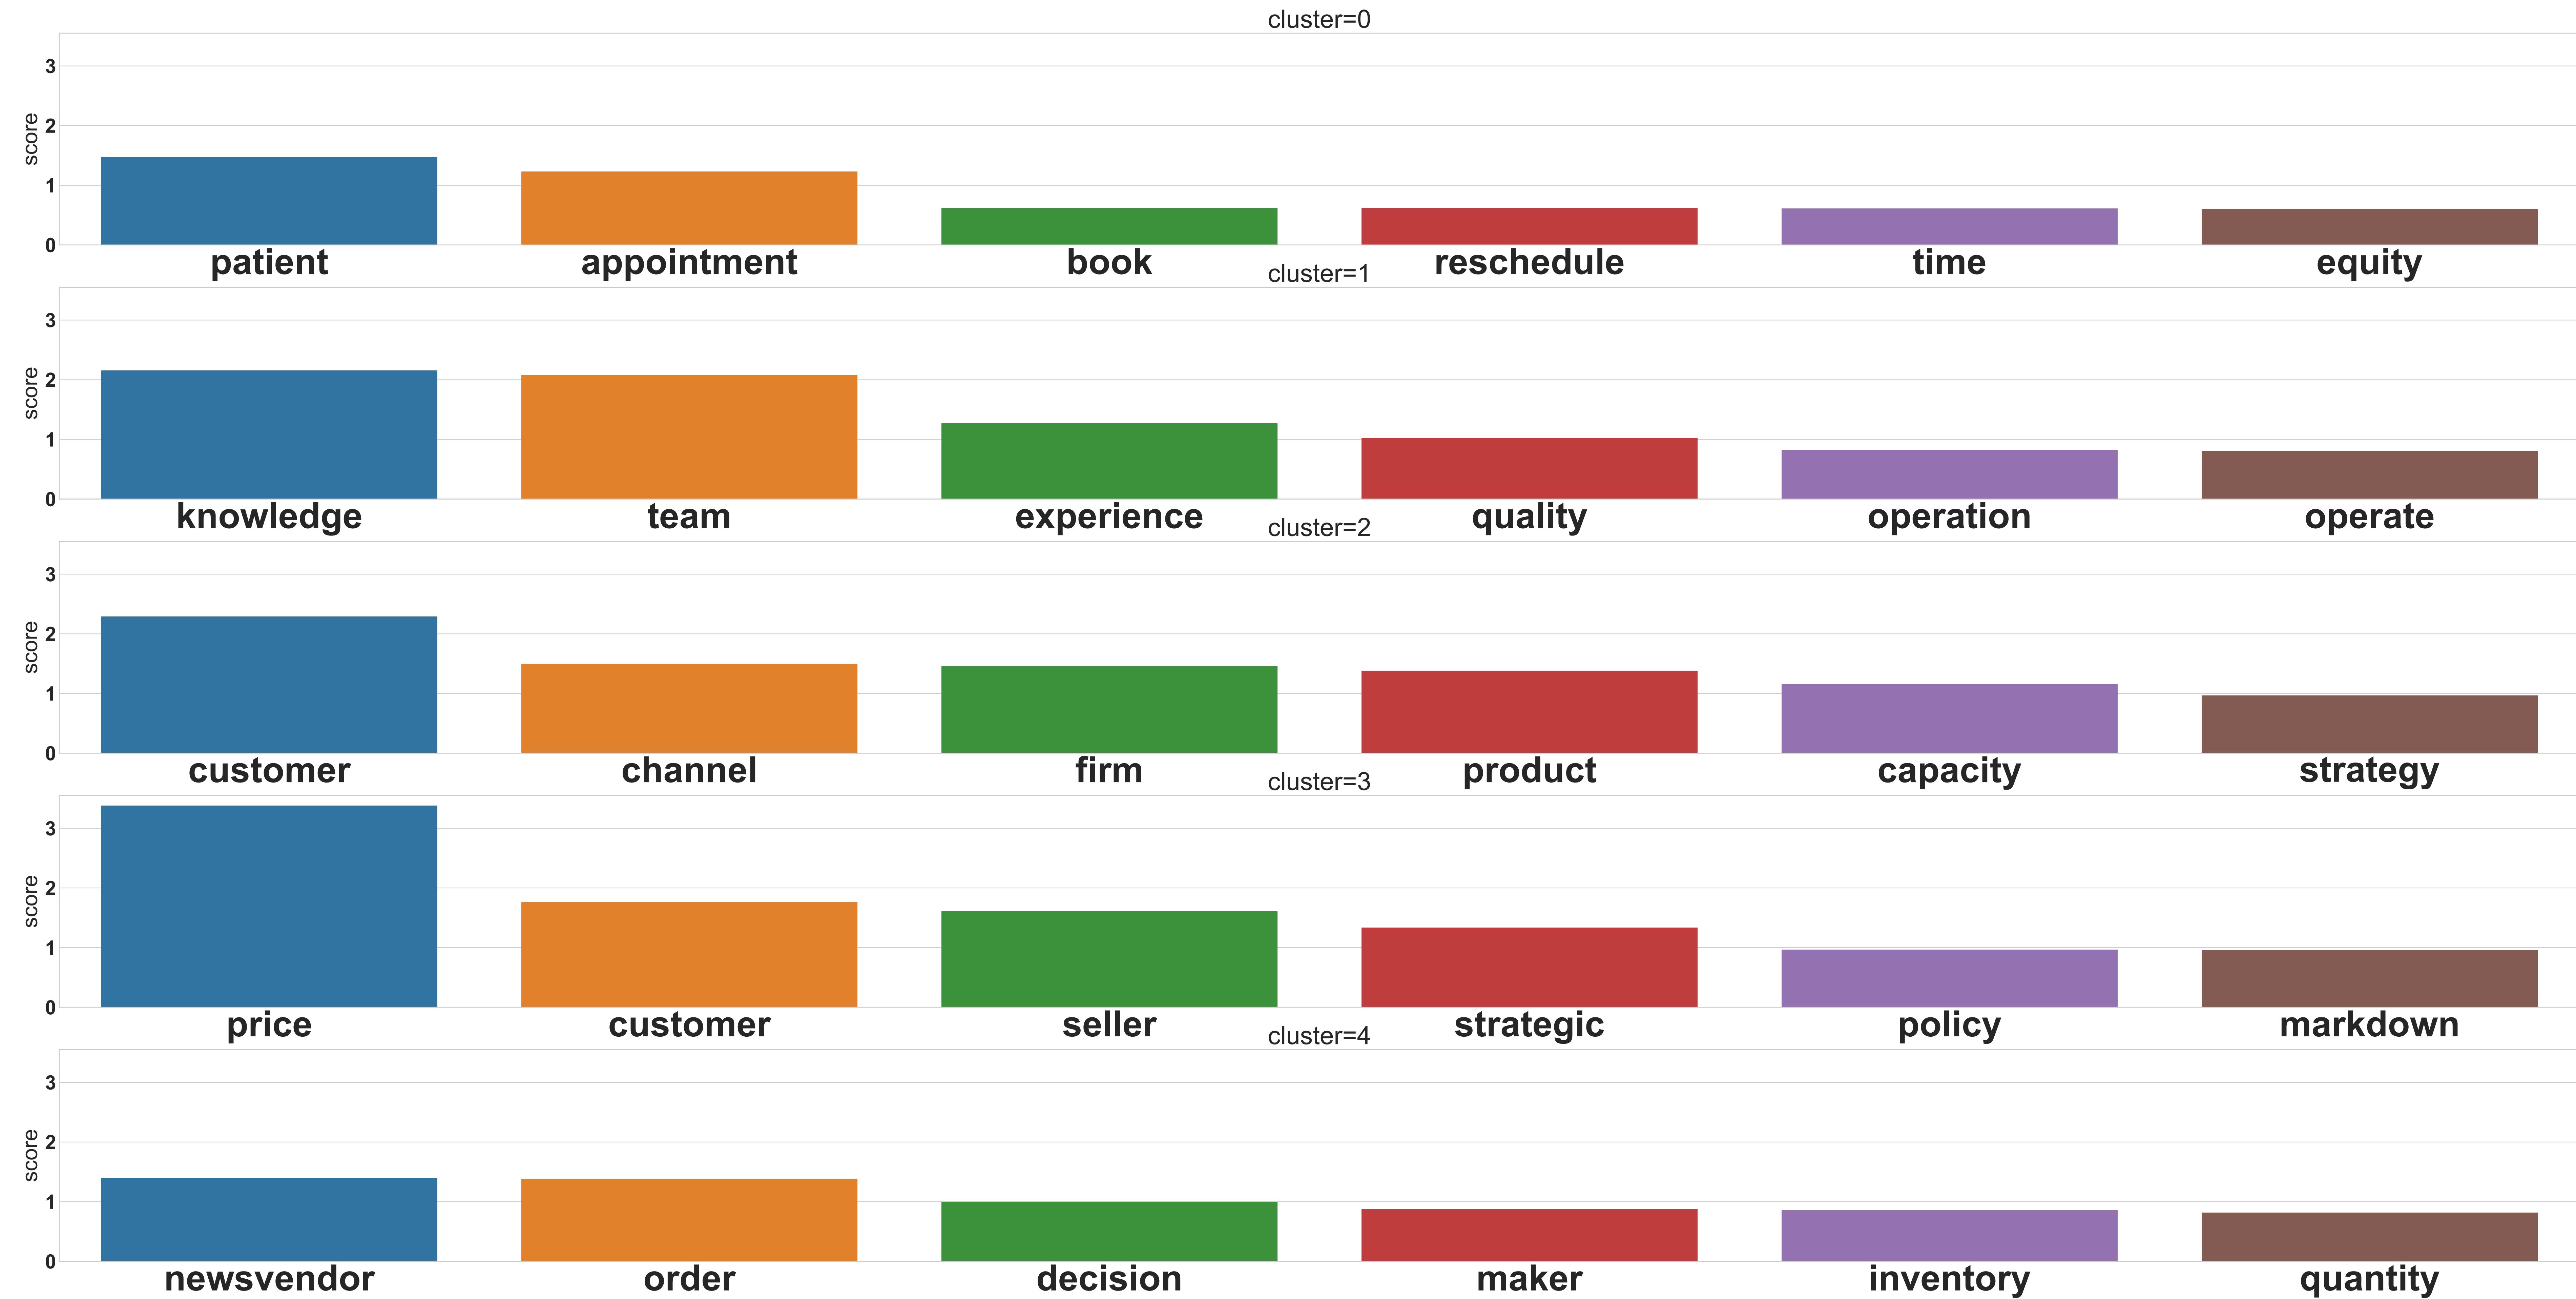 cluster=0
3
2
1
0
score
patient appointment book reschedule time equity
cluster=1
3
2
1
0
score
knowledge team experience quality operation operate
cluster=2
3
2
1
0
score
customer channel firm product capacity strategy
cluster=3
3
2
1
0
score
price customer seller strategic policy markdown
cluster=4
3
2
1
0
score
newsvendor order decision maker inventory quantity